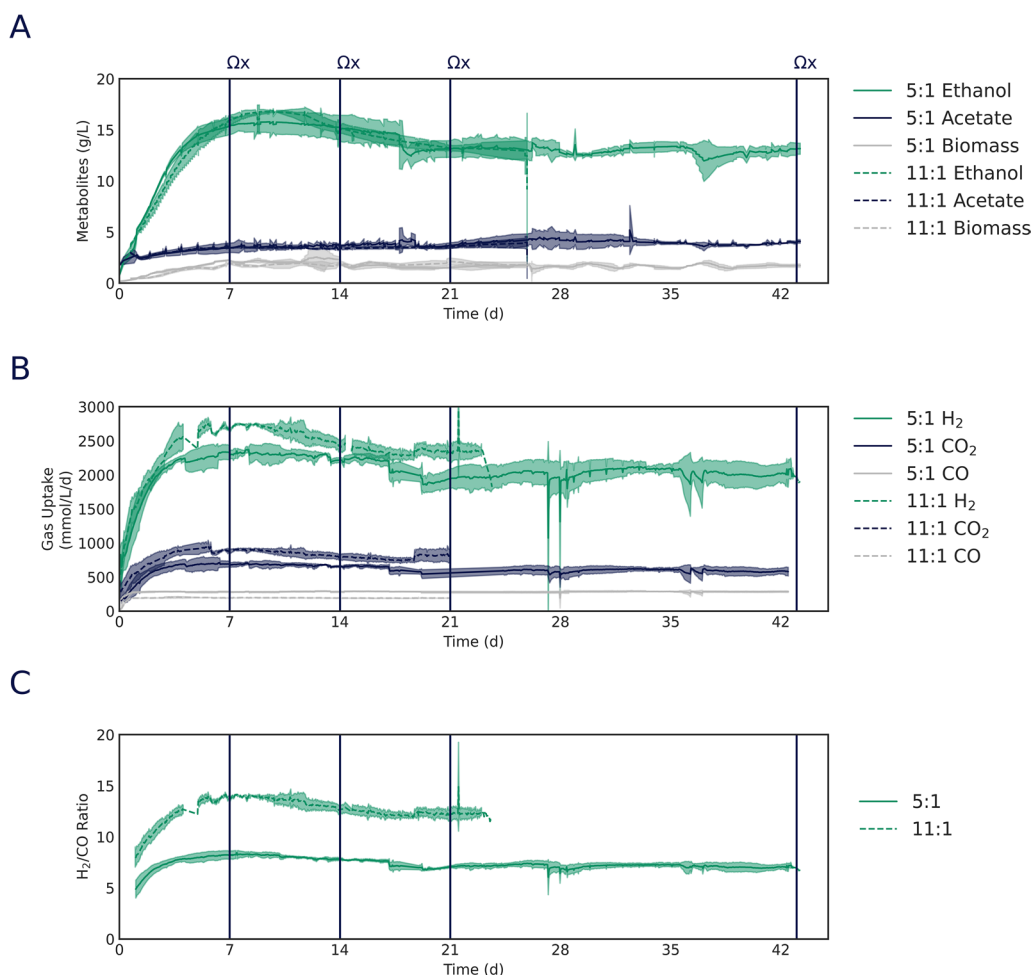 A
Ωx Ωx Ωx Ωx
20
15
10
5
0
Metabolites (g/L)
0 7 14 21 28 35 42
Time (d)
5:1 Ethanol
5:1 Acetate
5:1 Biomass
11:1 Ethanol
11:1 Acetate
11:1 Biomass
B
3000
2500
2000
1500
1000
500
0
Gas Uptake
(mmol/L/d)
0 7 14 21 28 35 42
Time (d)
5:1 H₂
5:1 CO₂
5:1 CO
11:1 H₂
11:1 CO₂
11:1 CO
C
20
15
10
5
0
H₂/CO Ratio
0 7 14 21 28 35 42
Time (d)
5:1
11:1